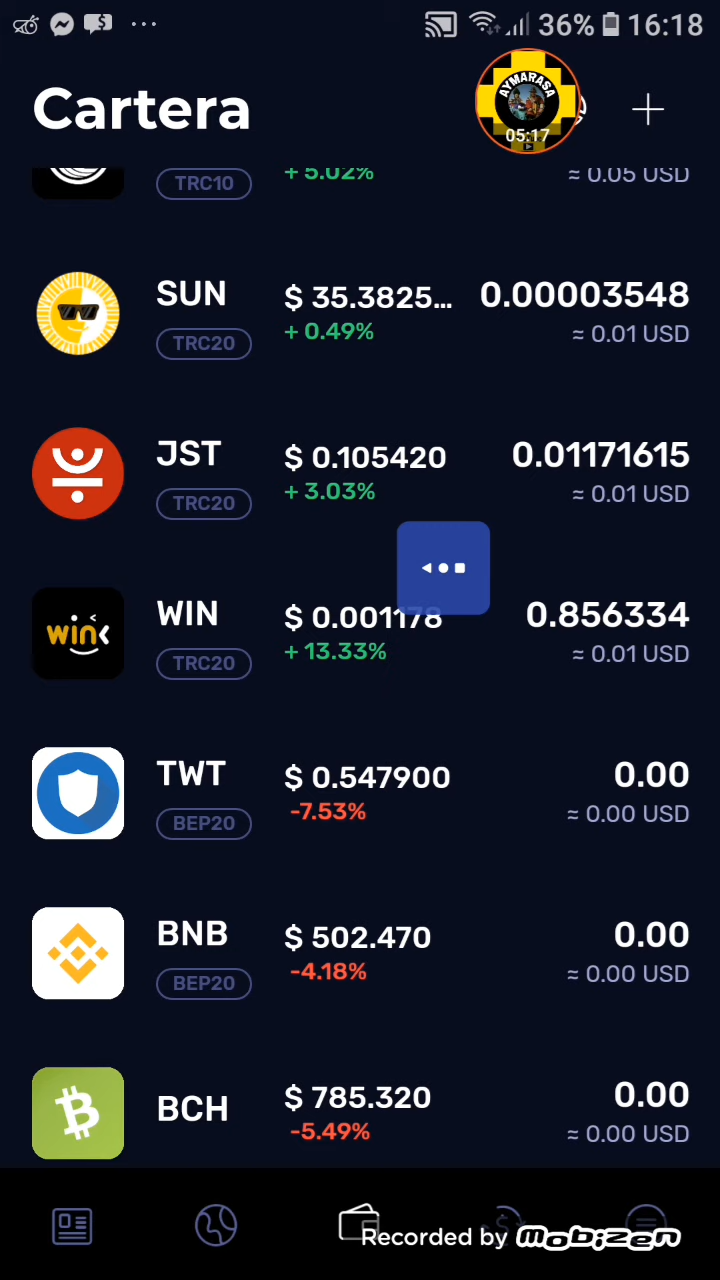 36% 16:18
Cartera
AYMARASA
05:17
TRC10 + 5.02% ≈ 0.05 USD
SUN $ 35.3825... 0.00003548
TRC20 + 0.49% ≈ 0.01 USD
JST $ 0.105420 0.01171615
TRC20 + 3.03% ≈ 0.01 USD
WIN $ 0.001178 0.856334
TRC20 + 13.33% ≈ 0.01 USD
win
TWT $ 0.547900 0.00
BEP20 -7.53% ≈ 0.00 USD
BNB $ 502.470 0.00
BEP20 -4.18% ≈ 0.00 USD
BCH $ 785.320 0.00
-5.49% ≈ 0.00 USD
Recorded by mobizen